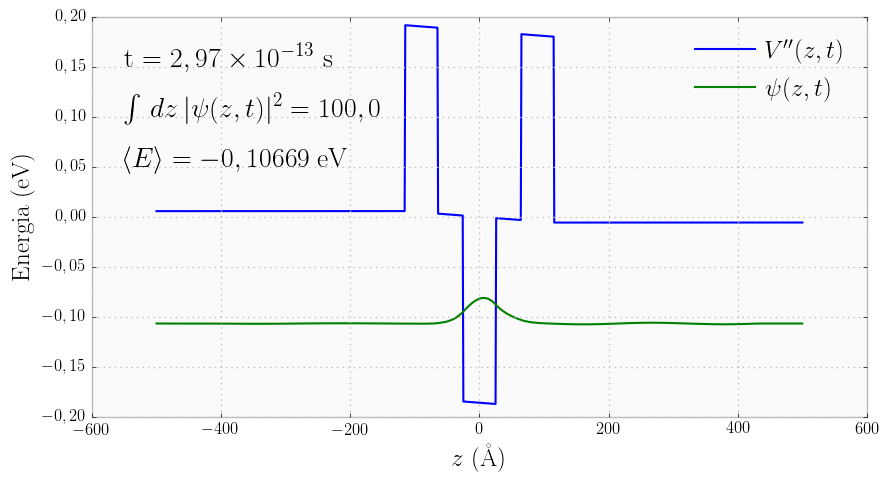 0,20
0,15
0,10
0,05
0,00
−0,05
−0,10
−0,15
−0,20
−600
−400
−200
0
200
400
600
Energia (eV)
z (Å)
t = 2,97 × 10⁻¹³ s
∫ dz |ψ(z,t)|² = 100,0
⟨E⟩ = −0,10669 eV
V''(z,t)
ψ(z,t)